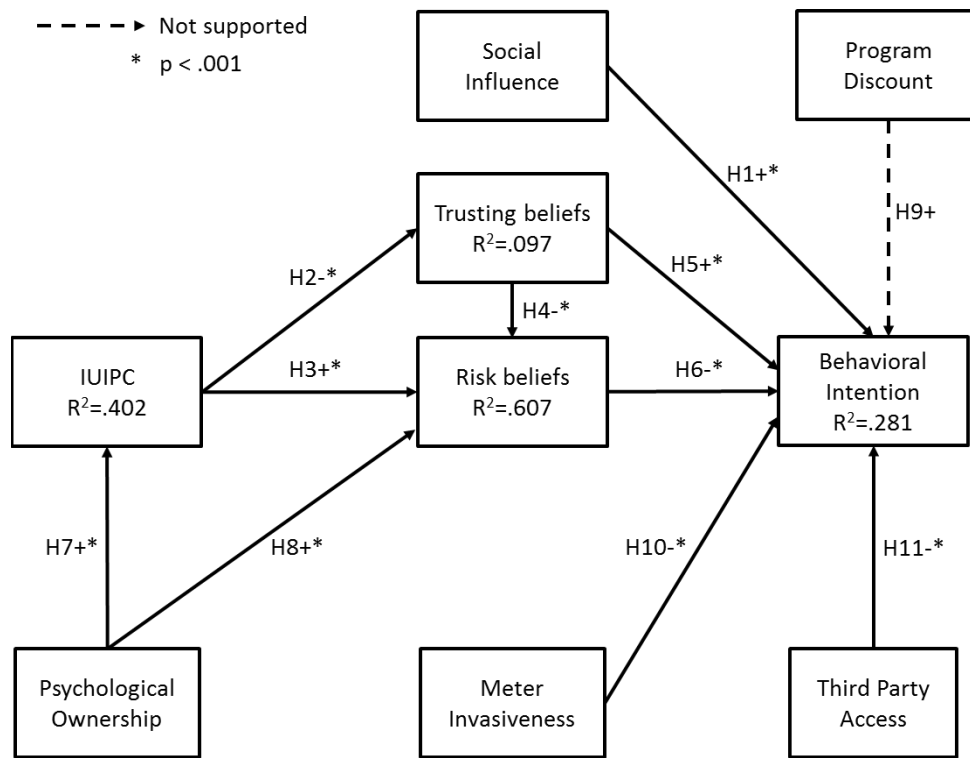 Not supported
* p < .001
Social
Influence
Program
Discount
H1+*
H9+
Trusting beliefs
R²=.097
H2-*
H5+*
H4-*
IUIPC
R²=.402
H3+*
Risk beliefs
R²=.607
H6-*
Behavioral
Intention
R²=.281
H7+*
H8+*
H10-*
H11-*
Psychological
Ownership
Meter
Invasiveness
Third Party
Access